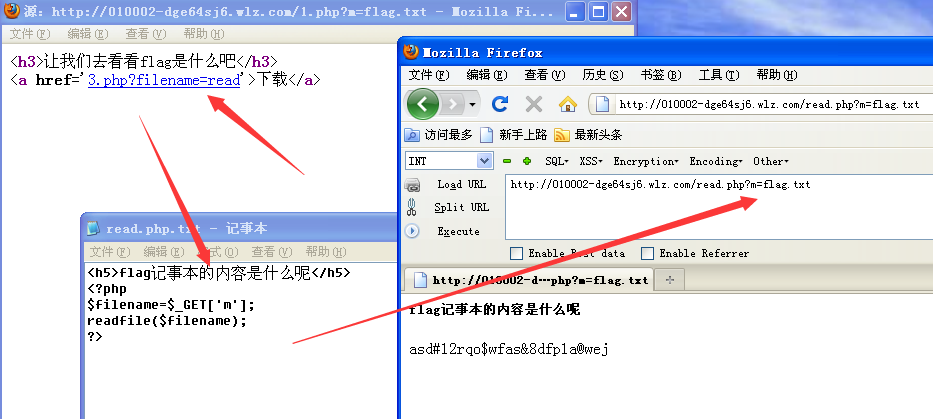 源: http://010002-dge64sj6.wlz.com/1.php?m=flag.txt - Mozilla Fi...
文件(F) 编辑(E) 查看(V) 帮助(H)
<h3>让我们去看看flag是什么吧</h3>
<a href='3.php?filename=read'>下载</a>
read.php.txt - 记事本
文件(F) 编辑(E) 式(O) 查看(V) 帮助(H)
<h5>flag记事本的内容是什么呢</h5>
<?php
$filename=$_GET['m'];
readfile($filename);
?>
Mozilla Firefox
文件(F) 编辑(E) 查看(V) 历史(S) 书签(B) 工具(T) 帮助(H)
http://010002-dge64sj6.wlz.com/read.php?m=flag.txt
访问最多 新手上路 最新头条
INT SQL XSS Encryption Encoding Other
Load URL http://010002-dge64sj6.wlz.com/read.php?m=flag.txt
Split URL
Execute
Enable Post data Enable Referrer
http://010002-d…php?m=flag.txt
flag记事本的内容是什么呢
asd#12rqo$wfas&8dfp1a@wej